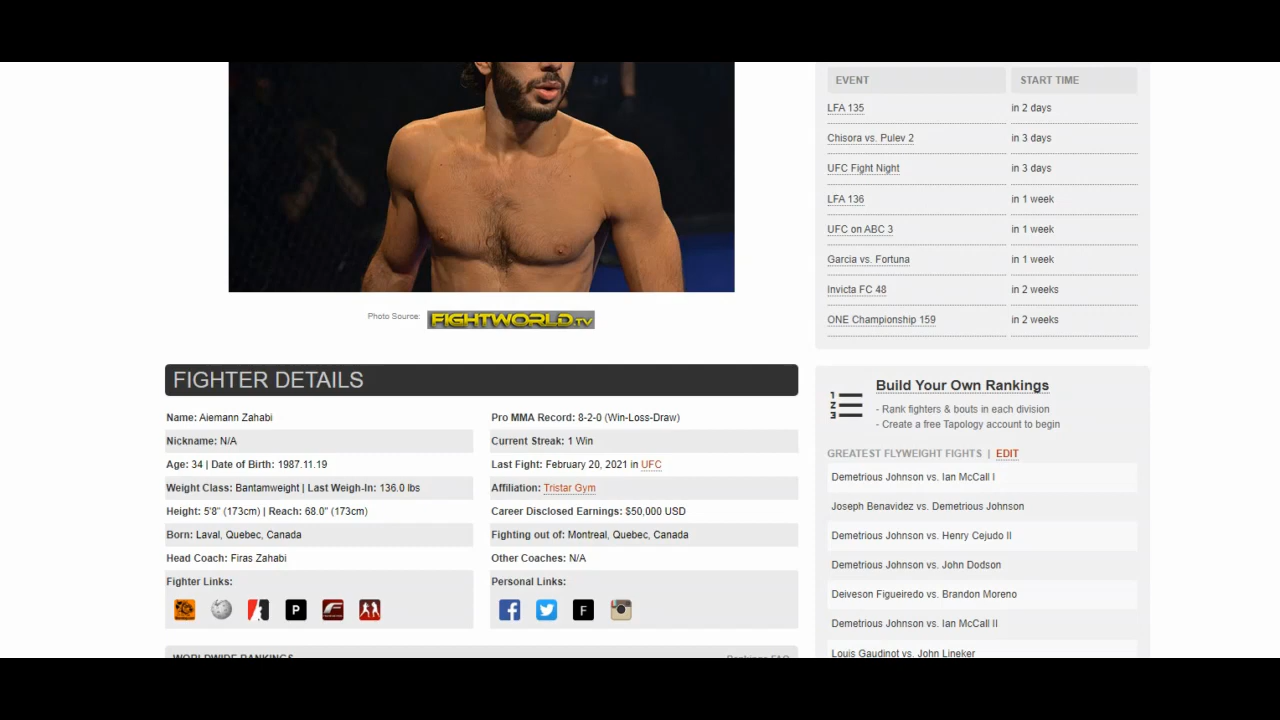 EVENT START TIME
LFA 135 in 2 days
Chisora vs. Pulev 2 in 3 days
UFC Fight Night in 3 days
LFA 136 in 1 week
UFC on ABC 3 in 1 week
Garcia vs. Fortuna in 1 week
Invicta FC 48 in 2 weeks
ONE Championship 159 in 2 weeks
Photo Source: FIGHTWORLD.TV
FIGHTER DETAILS
Name: Aiemann Zahabi
Pro MMA Record: 8-2-0 (Win-Loss-Draw)
Nickname: N/A
Current Streak: 1 Win
Age: 34 | Date of Birth: 1987.11.19
Last Fight: February 20, 2021 in UFC
Weight Class: Bantamweight | Last Weigh-In: 136.0 lbs
Affiliation: Tristar Gym
Height: 5'8" (173cm) | Reach: 68.0" (173cm)
Career Disclosed Earnings: $50,000 USD
Born: Laval, Quebec, Canada
Fighting out of: Montreal, Quebec, Canada
Head Coach: Firas Zahabi
Other Coaches: N/A
Fighter Links:
Personal Links:
P
F
WORLDWIDE RANKINGS
Rankings FAQ
1
2
3
Build Your Own Rankings
- Rank fighters & bouts in each division
- Create a free Tapology account to begin
GREATEST FLYWEIGHT FIGHTS | EDIT
Demetrious Johnson vs. Ian McCall I
Joseph Benavidez vs. Demetrious Johnson
Demetrious Johnson vs. Henry Cejudo II
Demetrious Johnson vs. John Dodson
Deiveson Figueiredo vs. Brandon Moreno
Demetrious Johnson vs. Ian McCall II
Louis Gaudinot vs. John Lineker